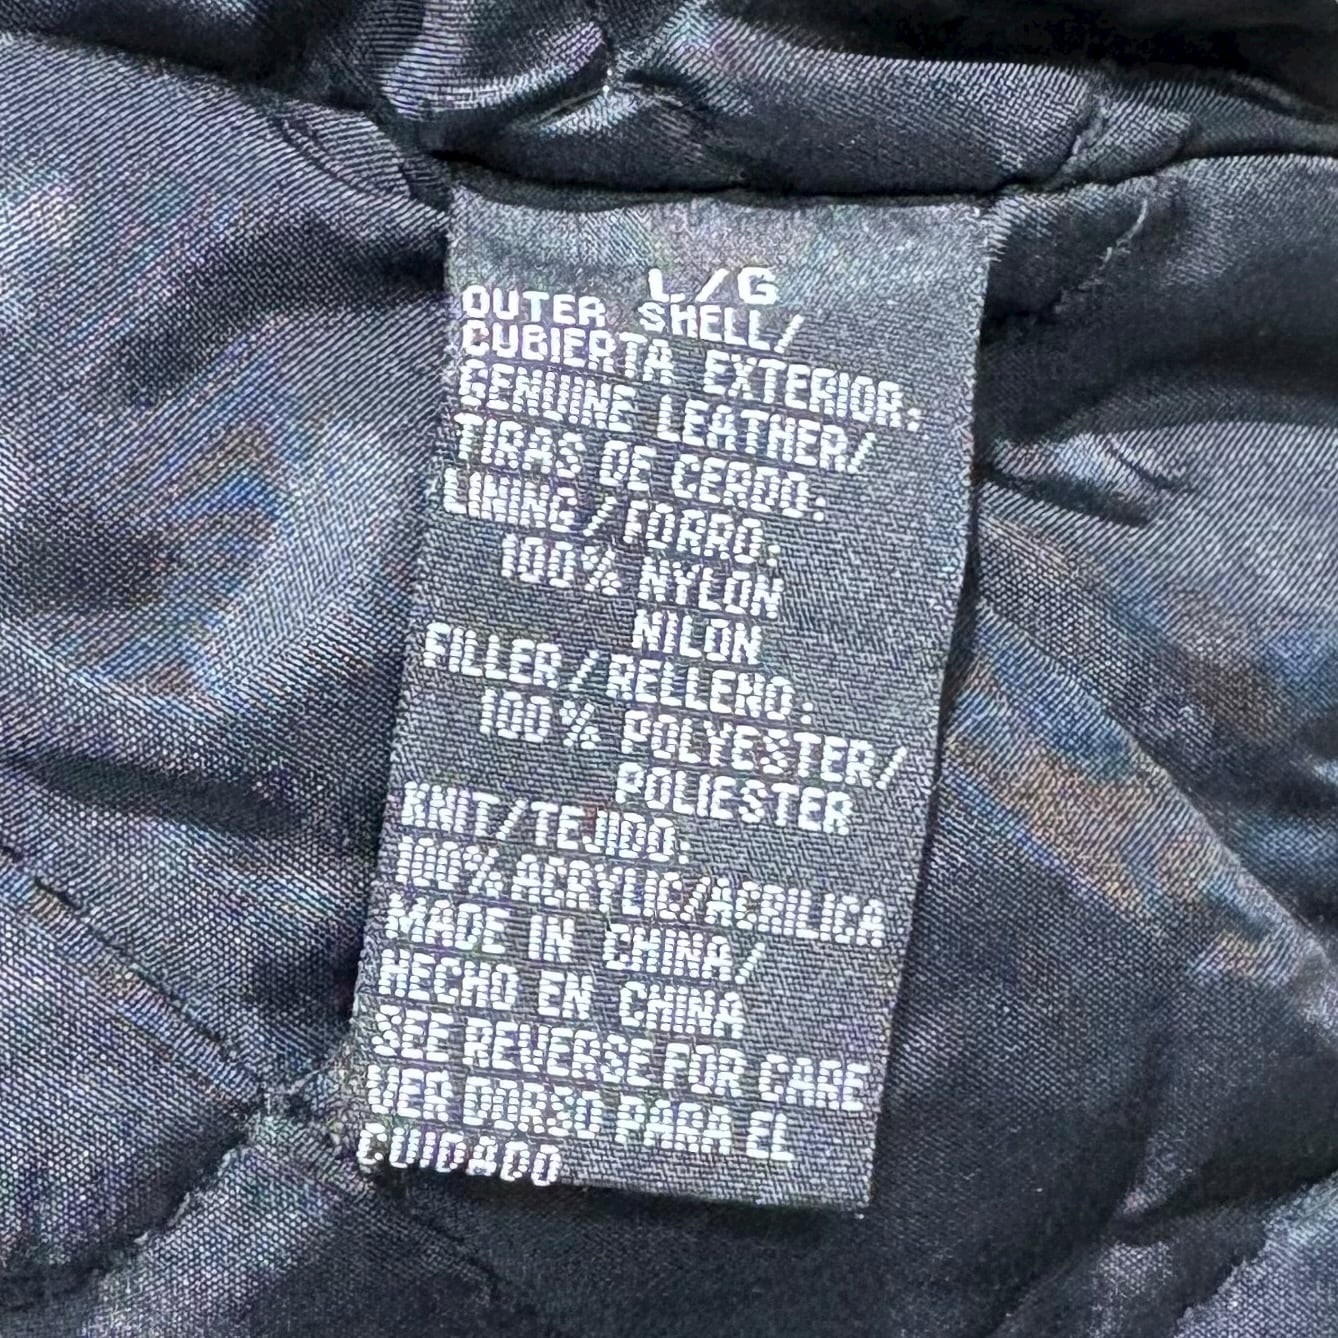 L/G
OUTER SHELL/
CUBIERTA EXTERIOR:
GENUINE LEATHER/
TIRAS DE CERDO:
LINING/FORRO:
100% NYLON
NILON
FILLER/RELLENO:
100% POLYESTER/
POLIESTER
KNIT/TEJIDO:
100% ACRYLIC/ACRILICA
MADE IN CHINA/
HECHO EN CHINA
SEE REVERSE FOR CARE
VER DORSO PARA EL
CUIDADO